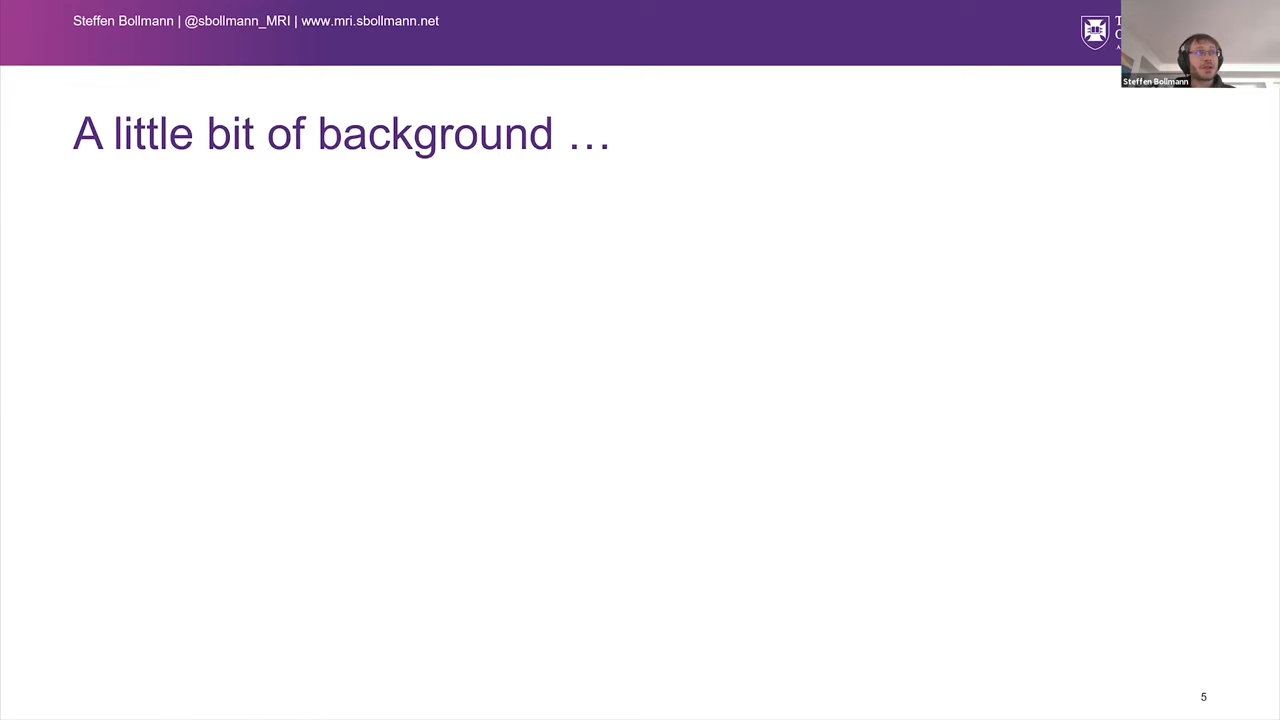 Steffen Bollmann | @sbollmann_MRI | www.mri.sbollmann.net
Steffen Bollmann
A little bit of background …
5